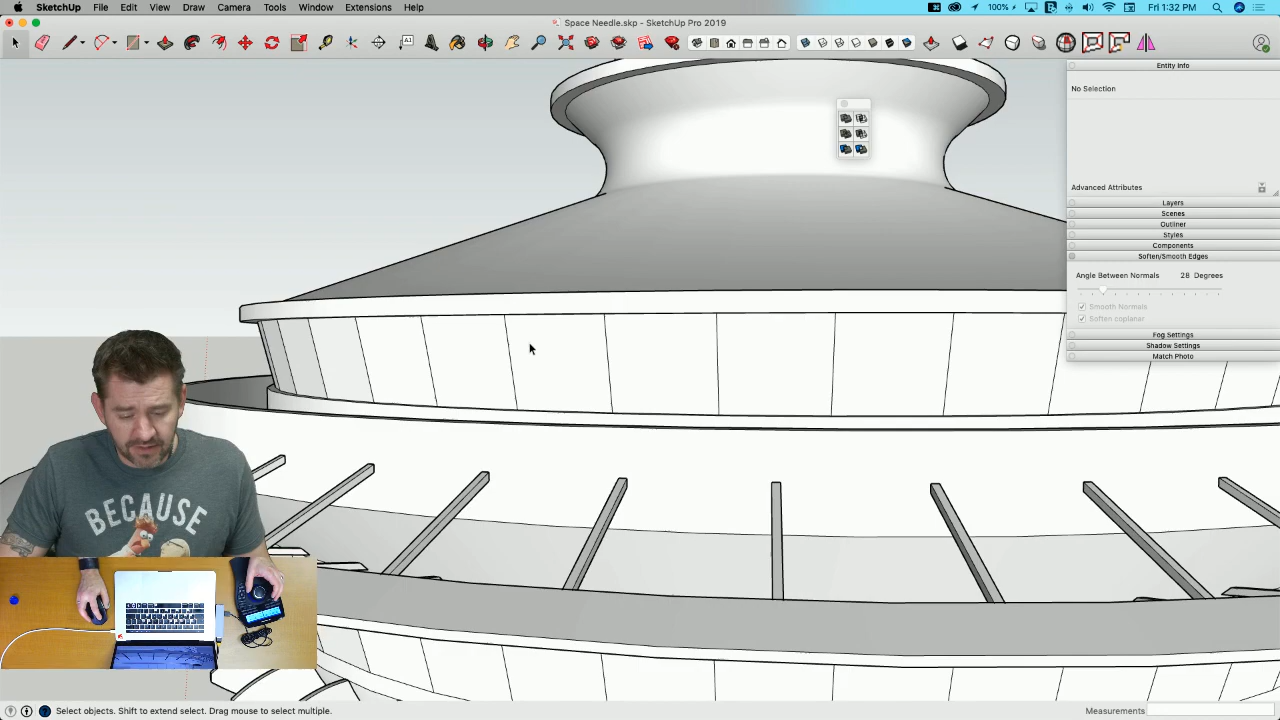 SketchUp File Edit View Draw Camera Tools Window Extensions Help 100% Fri 1:32 PM
Space Needle.skp - SketchUp Pro 2019
Entity Info
No Selection
Advanced Attributes
Layers
Scenes
Outliner
Styles
Components
Soften/Smooth Edges
Angle Between Normals 28 Degrees
Smooth Normals
Soften coplanar
Fog Settings
Shadow Settings
Match Photo
BECAUSE
Select objects. Shift to extend select. Drag mouse to select multiple. Measurements